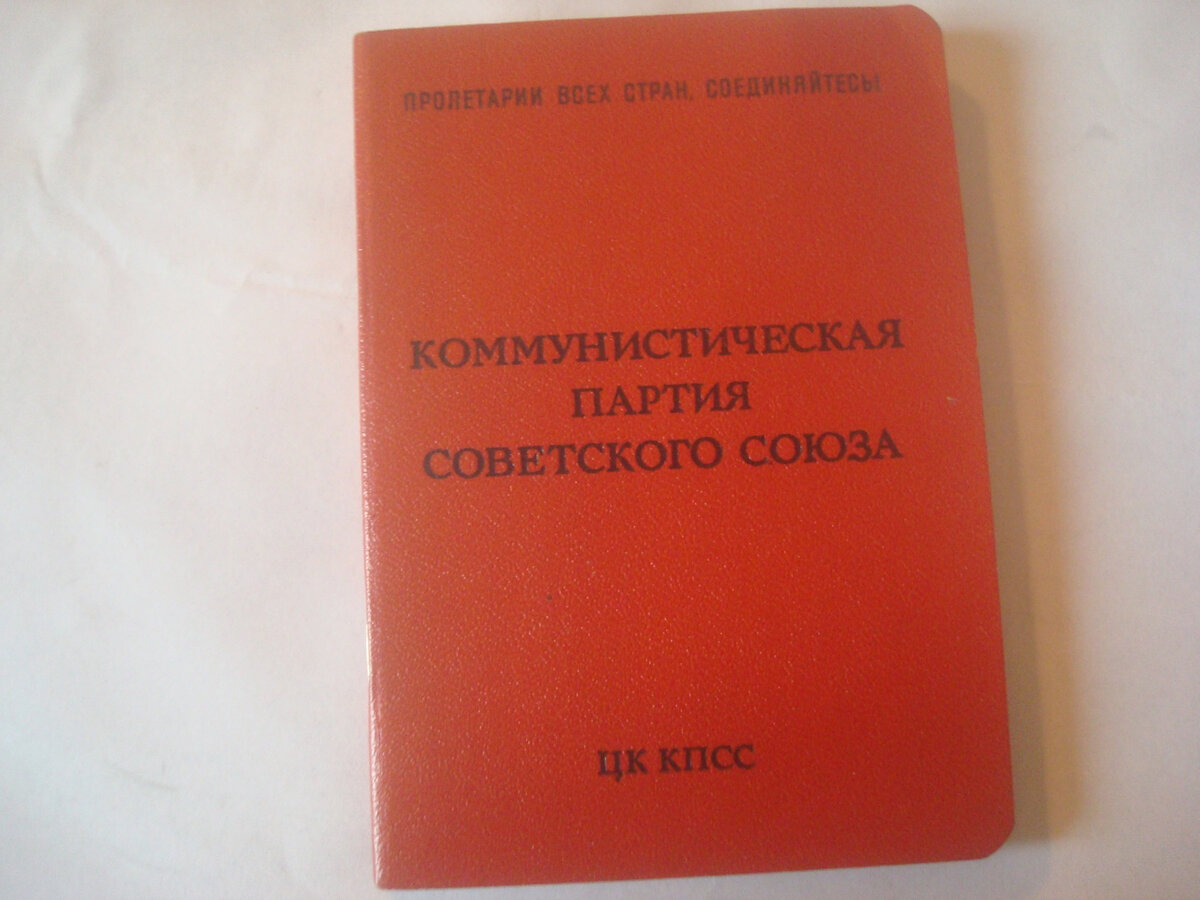 ПРОЛЕТАРИИ ВСЕХ СТРАН, СОЕДИНЯЙТЕСЬ!
КОММУНИСТИЧЕСКАЯ
ПАРТИЯ
СОВЕТСКОГО СОЮЗА
ЦК КПСС